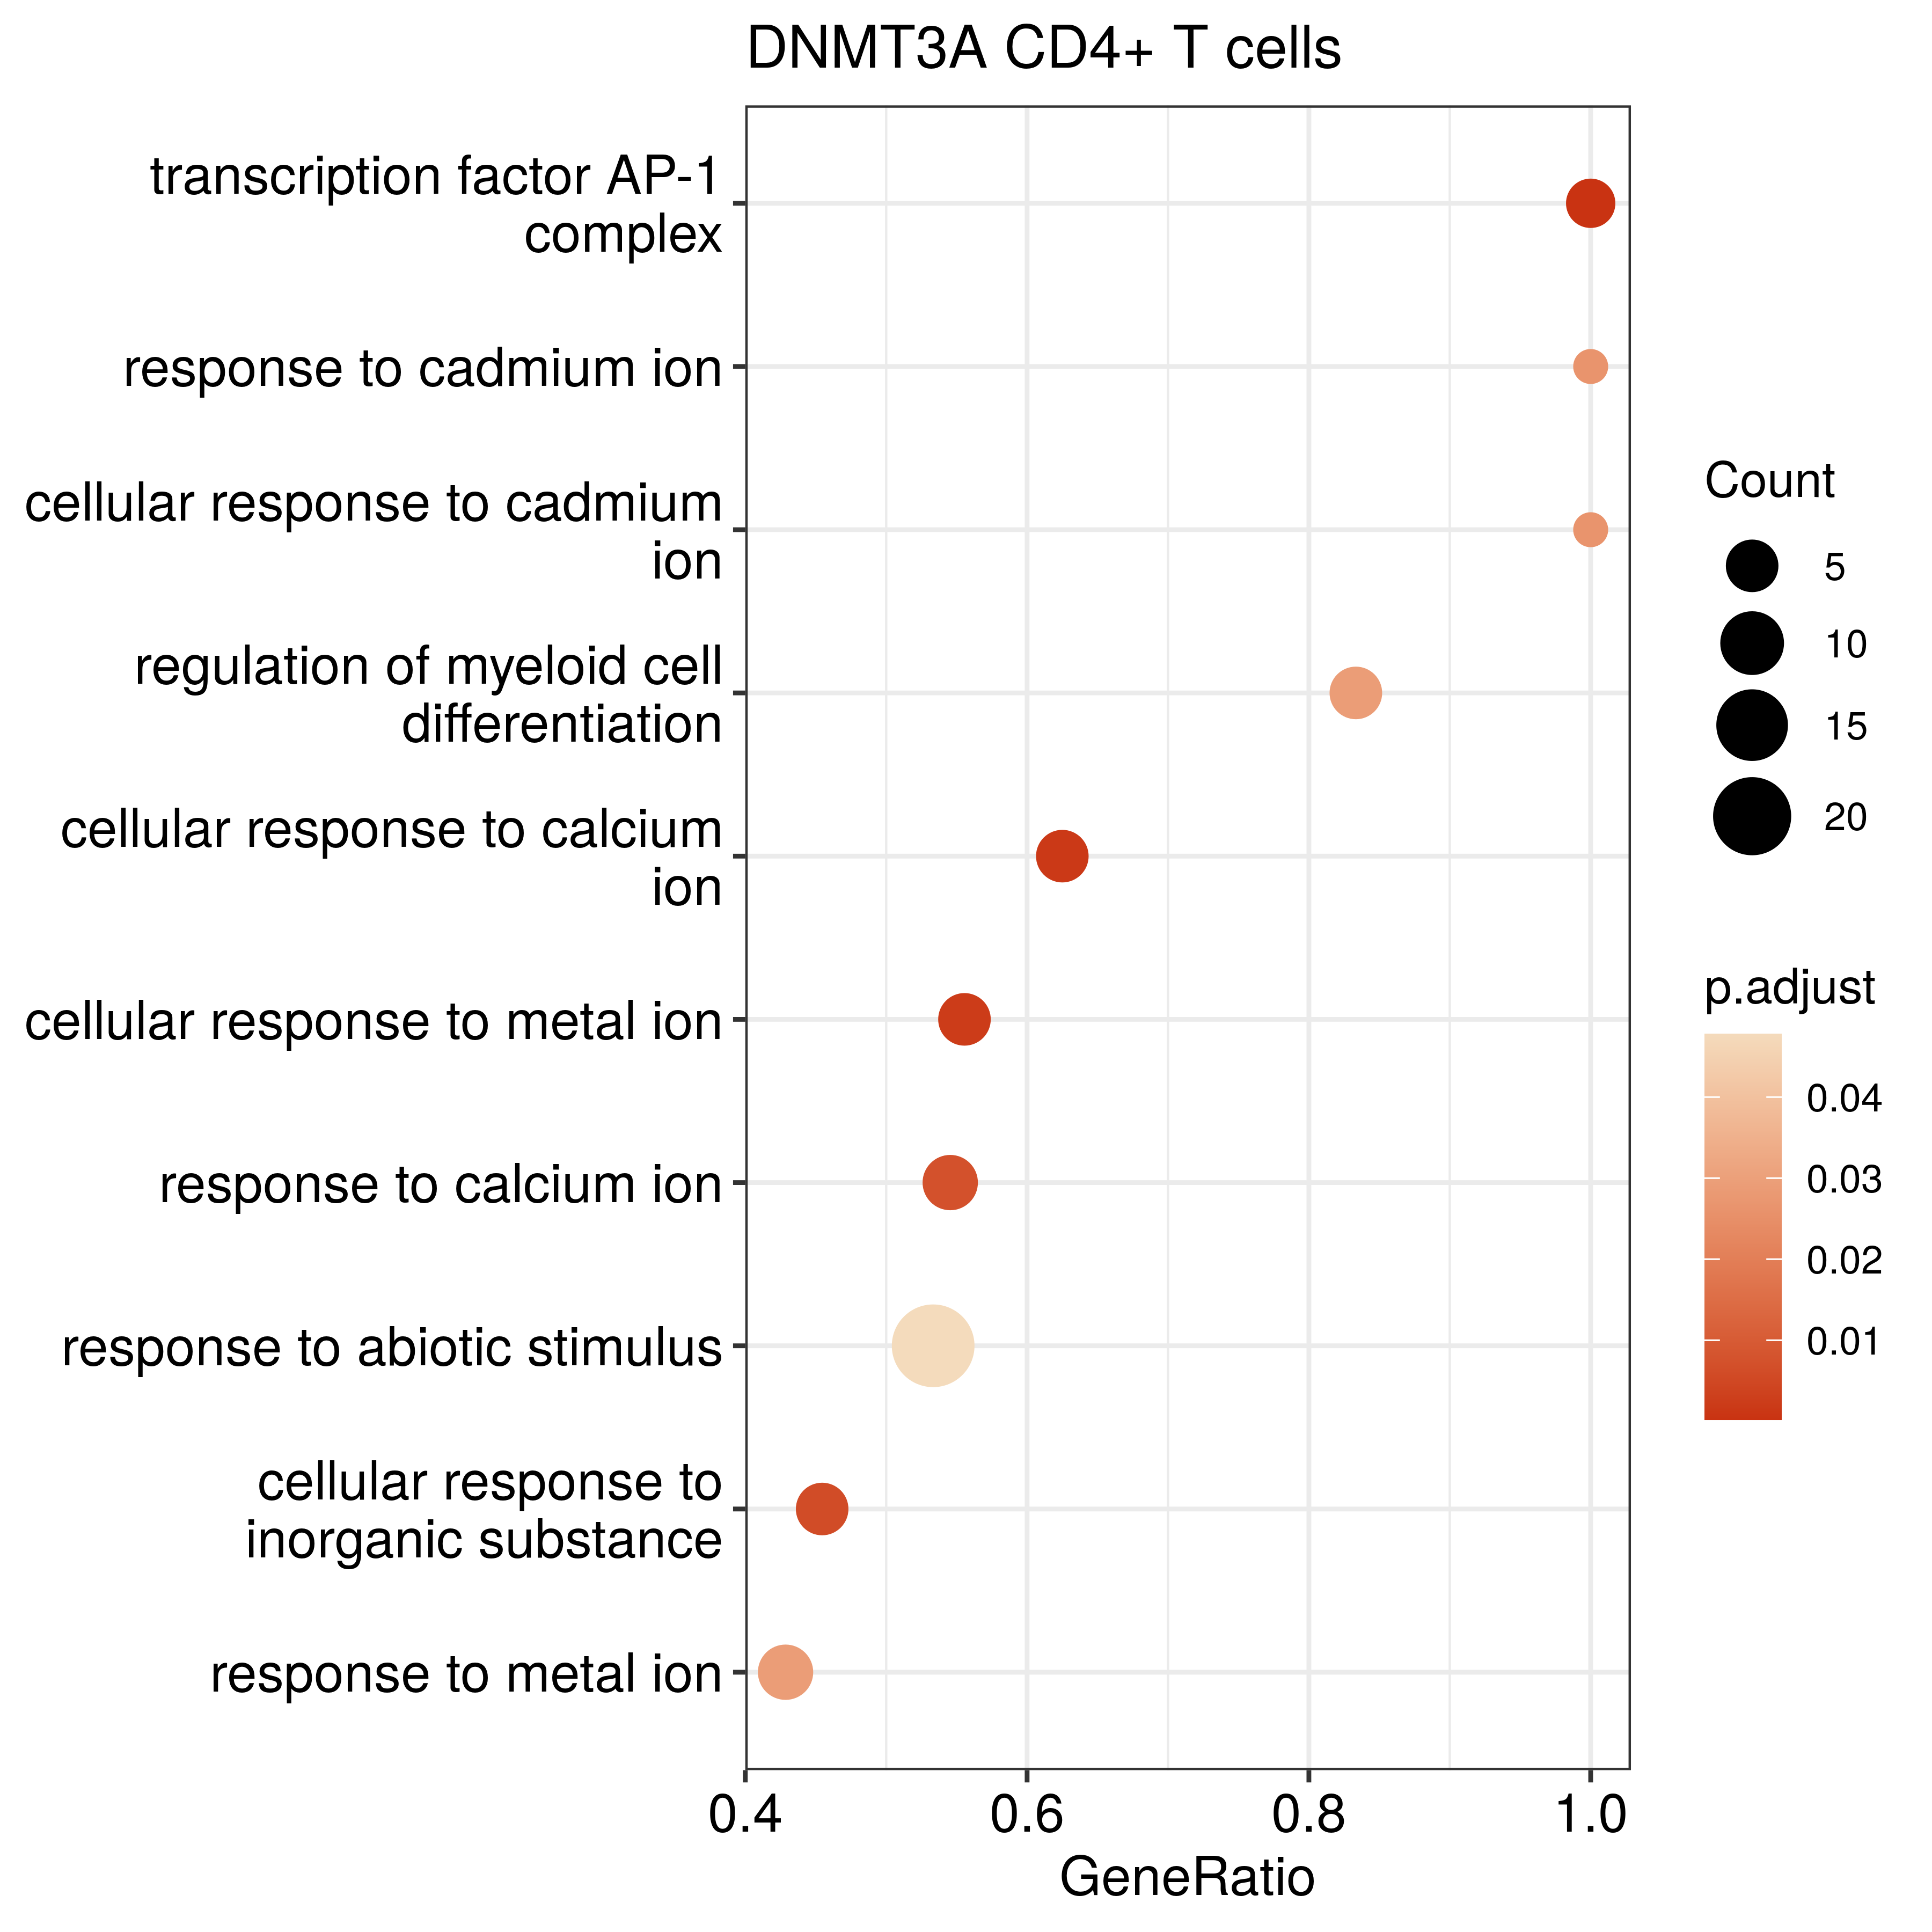 DNMT3A CD4+ T cells
transcription factor AP-1
complex
response to cadmium ion
cellular response to cadmium
ion
regulation of myeloid cell
differentiation
cellular response to calcium
ion
cellular response to metal ion
response to calcium ion
response to abiotic stimulus
cellular response to
inorganic substance
response to metal ion
0.4
0.6
0.8
1.0
GeneRatio
Count
5
10
15
20
p.adjust
0.04
0.03
0.02
0.01